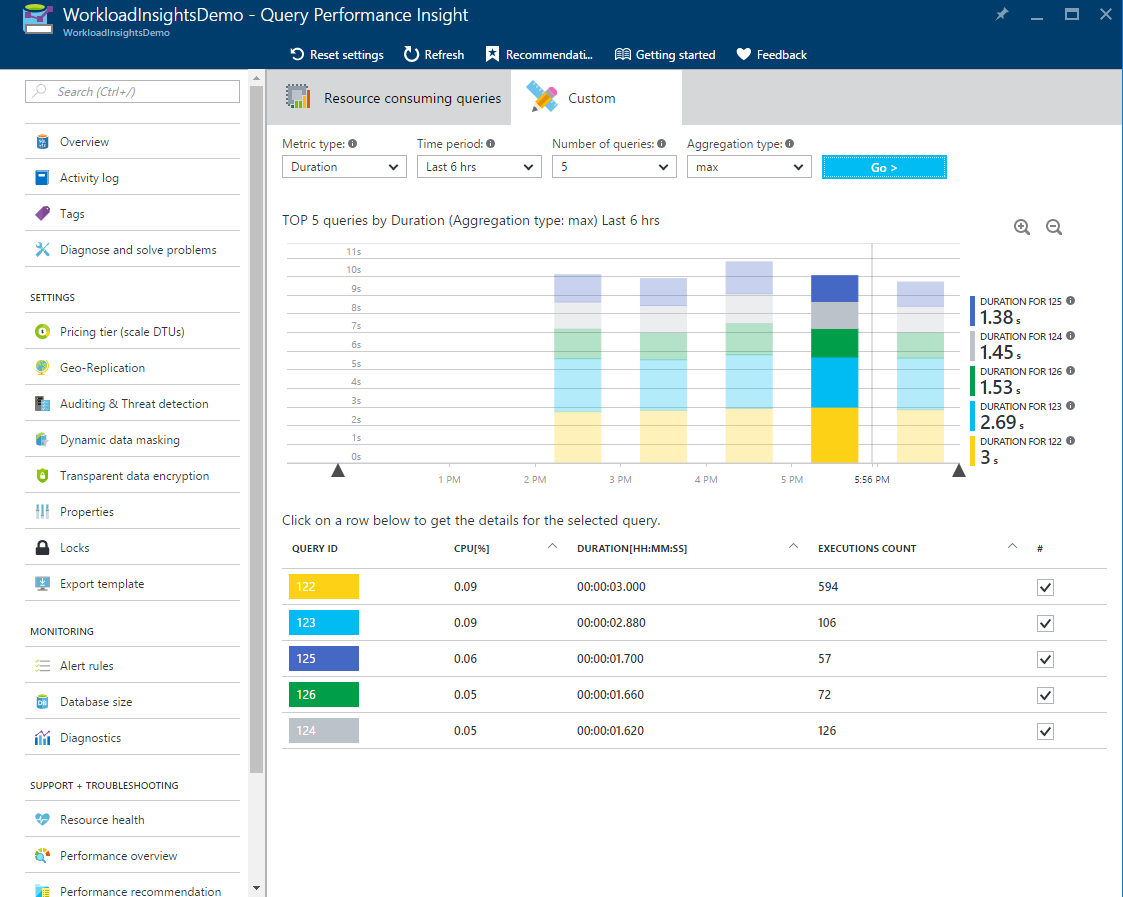 WorkloadInsightsDemo - Query Performance Insight
WorkloadInsightsDemo
Reset settings
Refresh
Recommendati...
Getting started
Feedback
Search (Ctrl+/)
Overview
Activity log
Tags
Diagnose and solve problems
SETTINGS
Pricing tier (scale DTUs)
Geo-Replication
Auditing & Threat detection
Dynamic data masking
Transparent data encryption
Properties
Locks
Export template
MONITORING
Alert rules
Database size
Diagnostics
SUPPORT + TROUBLESHOOTING
Resource health
Performance overview
Performance recommendation
Resource consuming queries
Custom
Metric type:
Time period:
Number of queries:
Aggregation type:
Duration
Last 6 hrs
5
max
Go >
TOP 5 queries by Duration (Aggregation type: max) Last 6 hrs
11s
10s
9s
8s
7s
6s
5s
4s
3s
2s
1s
0s
1 PM
2 PM
3 PM
4 PM
5 PM
5:56 PM
DURATION FOR 125
1.38 s
DURATION FOR 124
1.45 s
DURATION FOR 126
1.53 s
DURATION FOR 123
2.69 s
DURATION FOR 122
3 s
Click on a row below to get the details for the selected query.
QUERY ID CPU[%] DURATION[HH:MM:SS] EXECUTIONS COUNT #
122 0.09 00:00:03.000 594
123 0.09 00:00:02.880 106
125 0.06 00:00:01.700 57
126 0.05 00:00:01.660 72
124 0.05 00:00:01.620 126